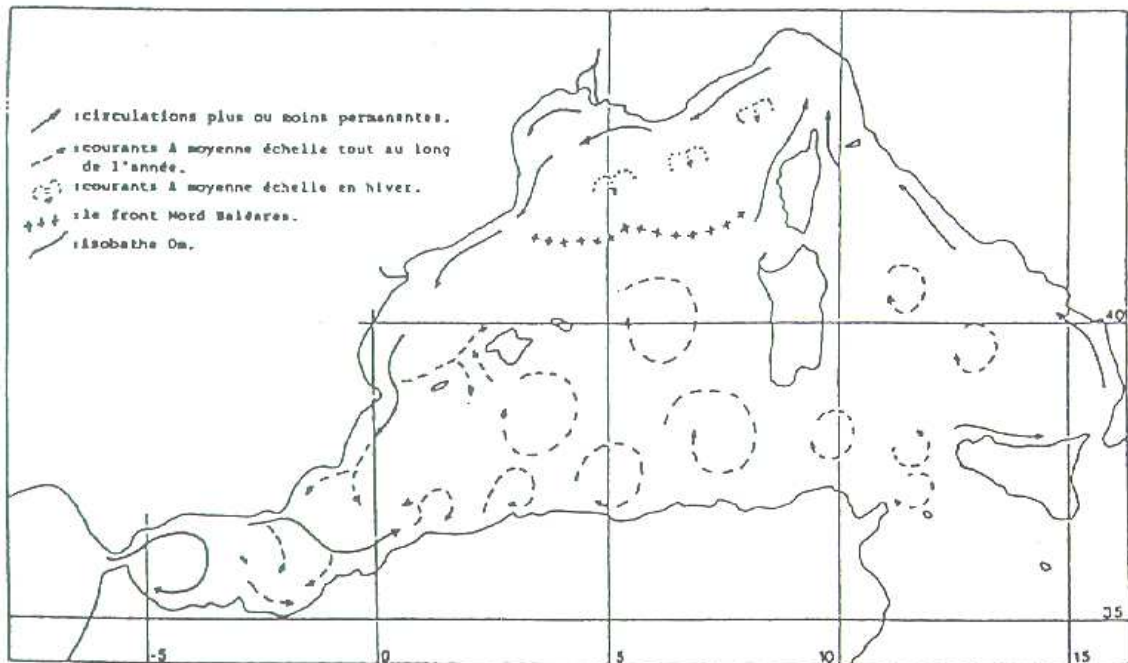 :circulations plus ou moins permanentes.
:courants à moyenne échelle tout au long
de l'année.
:courants à moyenne échelle en hiver.
:le front Nord Baléares.
:isobathe 0m.
40
35
-5
0
5
10
15